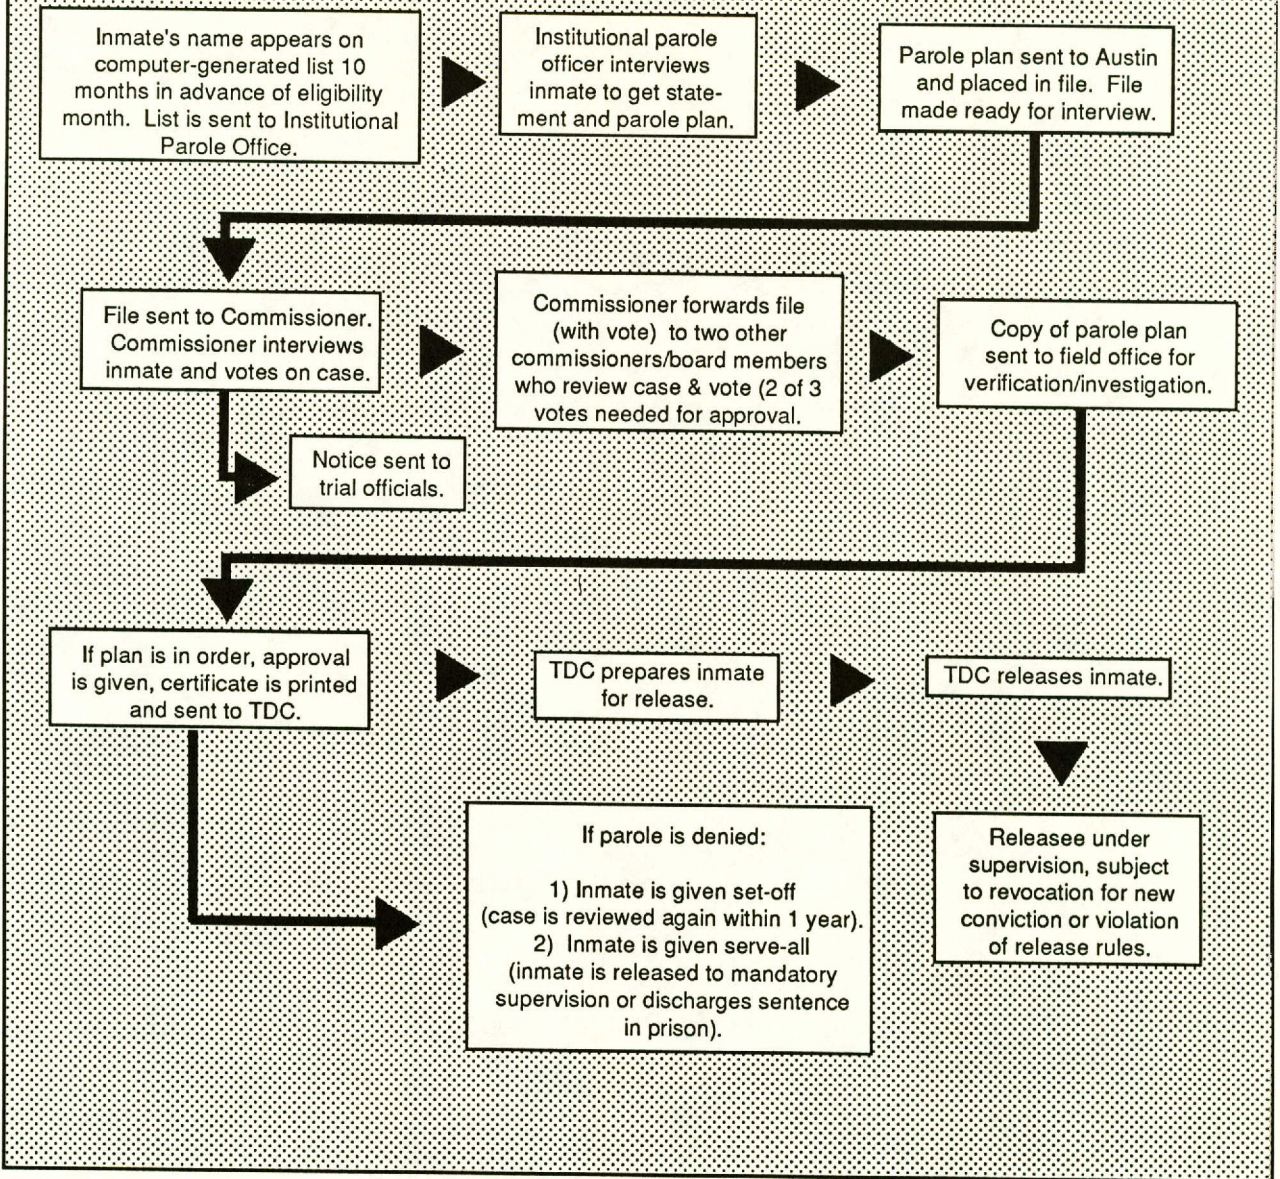 Inmate's name appears on
computer-generated list 10
months in advance of eligibility
month. List is sent to Institutional
Parole Office.
Institutional parole
officer interviews
inmate to get state-
ment and parole plan.
Parole plan sent to Austin
and placed in file. File
made ready for interview.
File sent to Commissioner.
Commissioner interviews
inmate and votes on case.
Commissioner forwards file
(with vote) to two other
commissioners/board members
who review case & vote (2 of 3
votes needed for approval.
Copy of parole plan
sent to field office for
verification/investigation.
Notice sent to
trial officials.
If plan is in order, approval
is given, certificate is printed
and sent to TDC.
TDC prepares inmate
for release.
TDC releases inmate.
If parole is denied:
1) Inmate is given set-off
(case is reviewed again within 1 year).
2) Inmate is given serve-all
(inmate is released to mandatory
supervision or discharges sentence
in prison).
Releasee under
supervision, subject
to revocation for new
conviction or violation
of release rules.